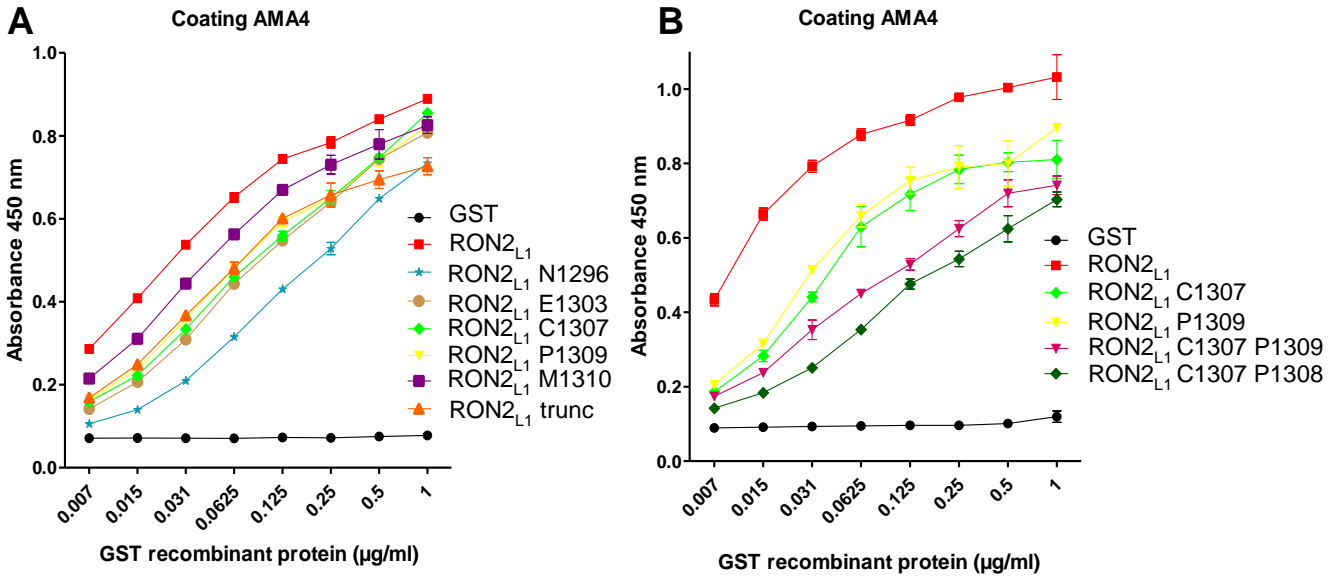 A
Coating AMA4
Absorbance 450 nm
1.0
0.8
0.6
0.4
0.2
0.0
GST
RON2L1
RON2L1 N1296
RON2L1 E1303
RON2L1 C1307
RON2L1 P1309
RON2L1 M1310
RON2L1 trunc
0.007 0.015 0.031 0.0625 0.125 0.25 0.5 1
GST recombinant protein (µg/ml)
B
Coating AMA4
Absorbance 450 nm
1.0
0.8
0.6
0.4
0.2
0.0
GST
RON2L1
RON2L1 C1307
RON2L1 P1309
RON2L1 C1307 P1309
RON2L1 C1307 P1308
0.007 0.015 0.031 0.0625 0.125 0.25 0.5 1
GST recombinant protein (µg/ml)